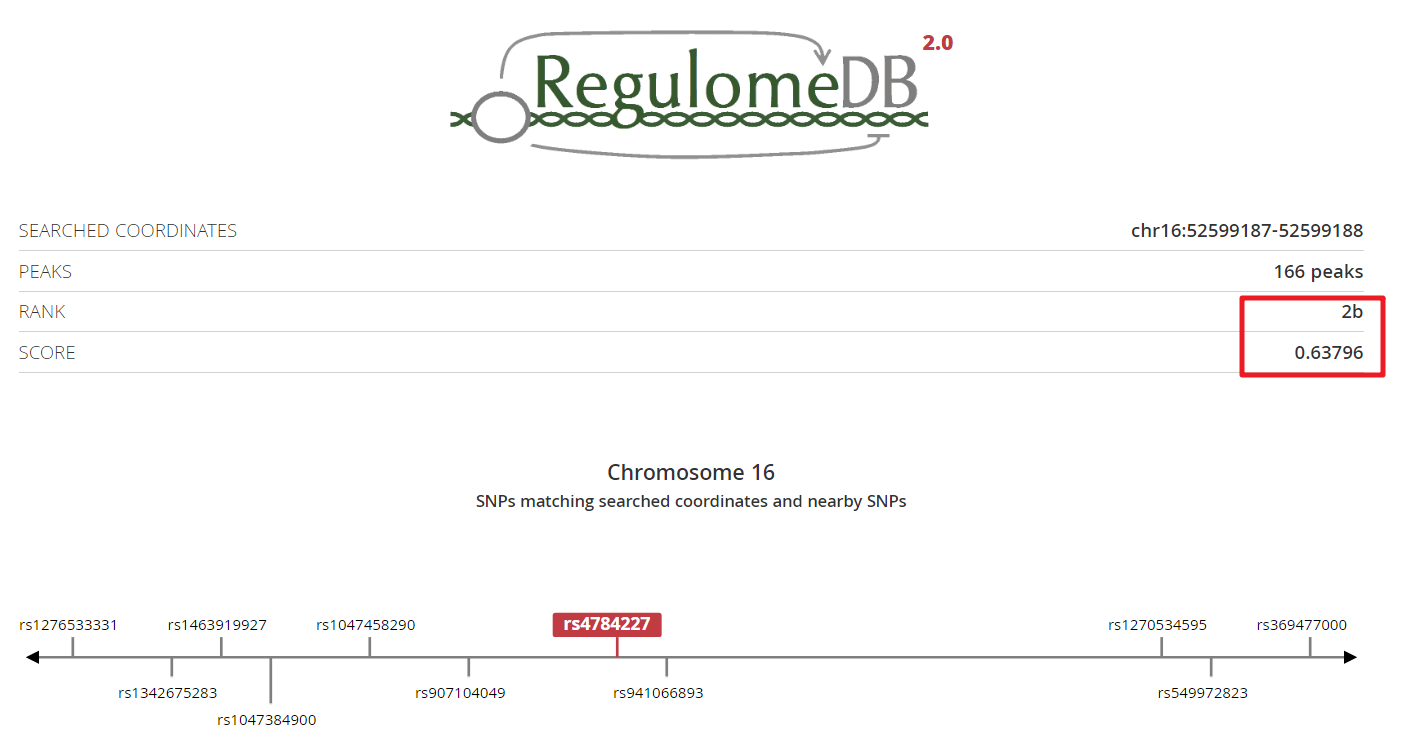 RegulomeDB 2.0
SEARCHED COORDINATES chr16:52599187-52599188
PEAKS 166 peaks
RANK 2b
SCORE 0.63796
Chromosome 16
SNPs matching searched coordinates and nearby SNPs
rs1276533331 rs1463919927 rs1047458290 rs4784227 rs1270534595 rs369477000
rs1342675283 rs907104049 rs941066893 rs549972823
rs1047384900